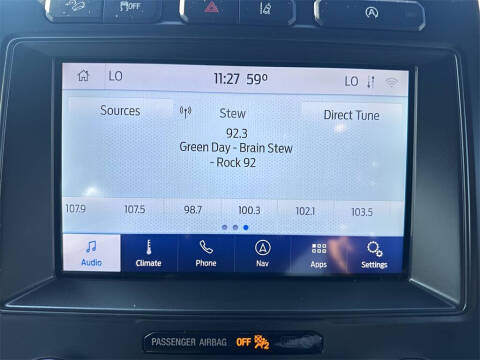 OFF
LO 11:27 59° LO
Sources Stew Direct Tune
92.3
Green Day - Brain Stew
- Rock 92
107.9 107.5 98.7 100.3 102.1 103.5
Audio Climate Phone Nav Apps Settings
PASSENGER AIRBAG OFF 2